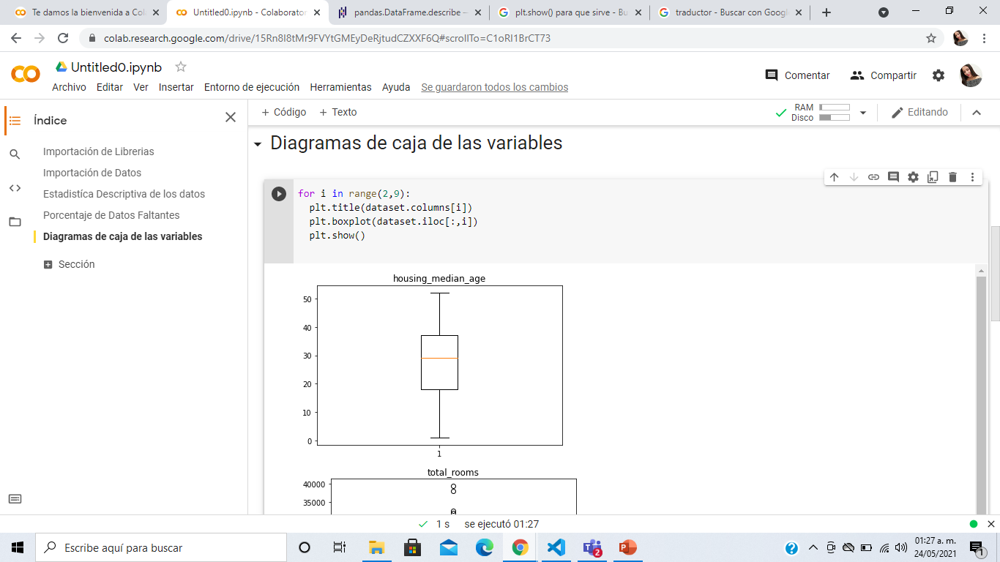 Te damos la bienvenida a Col
Untitled0.ipynb - Colaborator
pandas.DataFrame.describe —
plt.show() para que sirve - Bu
traductor - Buscar con Google
colab.research.google.com/drive/15Rn8I8tMr9FVYtGMEyDeRjtudCZXXF6Q#scrollTo=C1oRI1BrCT73
Untitled0.ipynb
Archivo Editar Ver Insertar Entorno de ejecución Herramientas Ayuda Se guardaron todos los cambios
Comentar Compartir
Índice
+ Código + Texto
RAM
Disco
Editando
Importación de Librerias
Importación de Datos
Estadistíca Descriptiva de los datos
Porcentaje de Datos Faltantes
Diagramas de caja de las variables
Sección
Diagramas de caja de las variables
for i in range(2,9):
plt.title(dataset.columns[i])
plt.boxplot(dataset.iloc[:,i])
plt.show()
housing_median_age
50
40
30
20
10
0
1
total_rooms
40000
35000
1 s se ejecutó 01:27
Escribe aquí para buscar
2
01:27 a. m.
24/05/2021
1